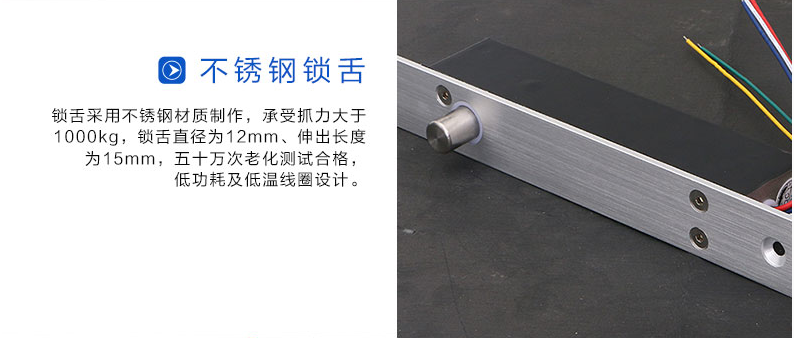 不锈钢锁舌
锁舌采用不锈钢材质制作，承受抓力大于
1000kg，锁舌直径为12mm、伸出长度
为15mm，五十万次老化测试合格，
低功耗及低温线圈设计。